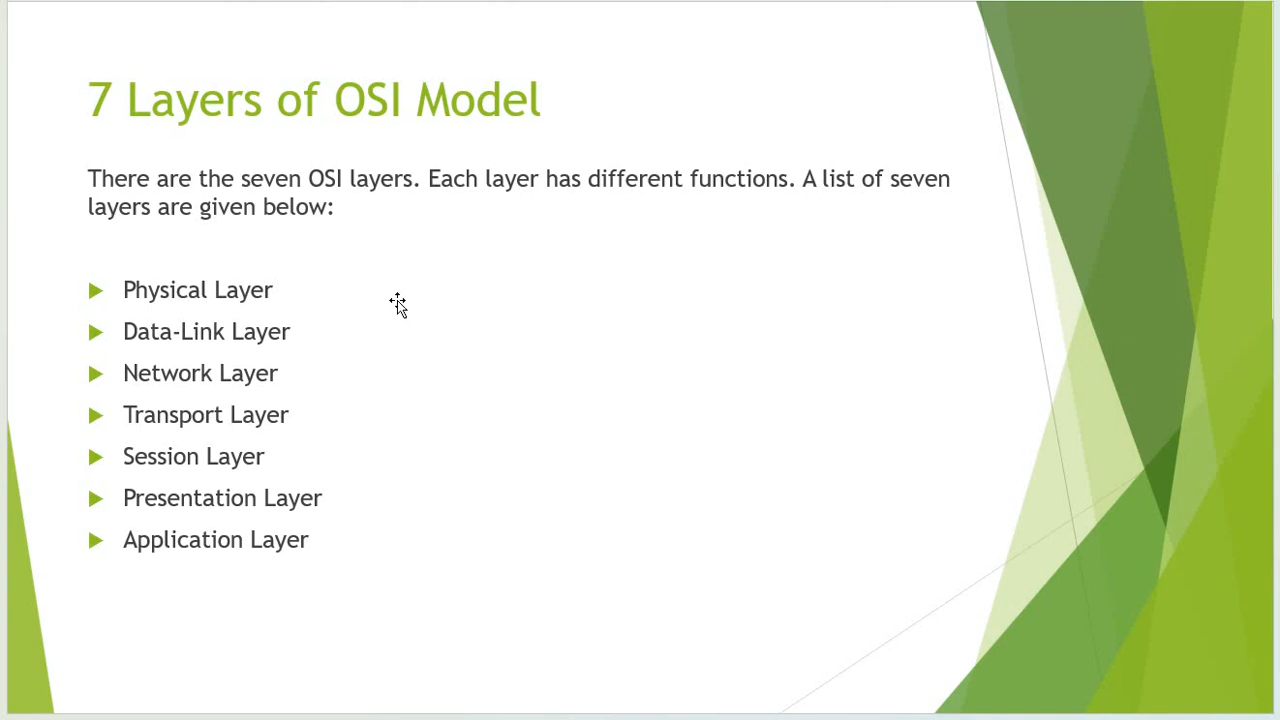 7 Layers of OSI Model
There are the seven OSI layers. Each layer has different functions. A list of seven
layers are given below:
Physical Layer
Data-Link Layer
Network Layer
Transport Layer
Session Layer
Presentation Layer
Application Layer